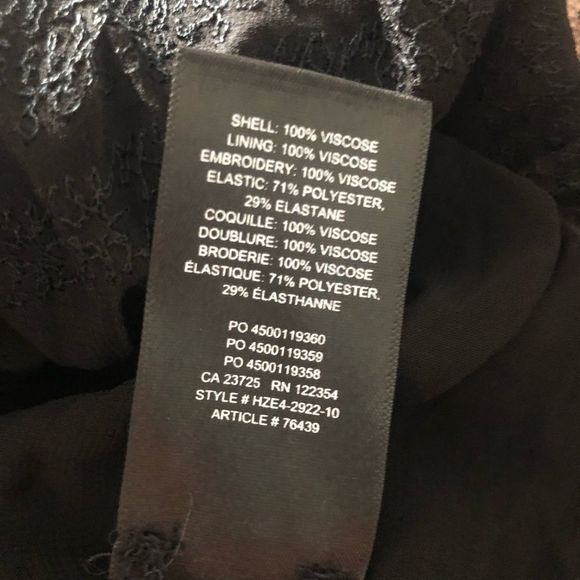 SHELL: 100% VISCOSE
LINING: 100% VISCOSE
EMBROIDERY: 100% VISCOSE
ELASTIC: 71% POLYESTER,
29% ELASTANE
COQUILLE: 100% VISCOSE
DOUBLURE: 100% VISCOSE
BRODERIE: 100% VISCOSE
ÉLASTIQUE: 71% POLYESTER,
29% ÉLASTHANNE
PO 4500119360
PO 4500119359
PO 4500119358
CA 23725 RN 122354
STYLE # HZE4-2922-10
ARTICLE # 76439